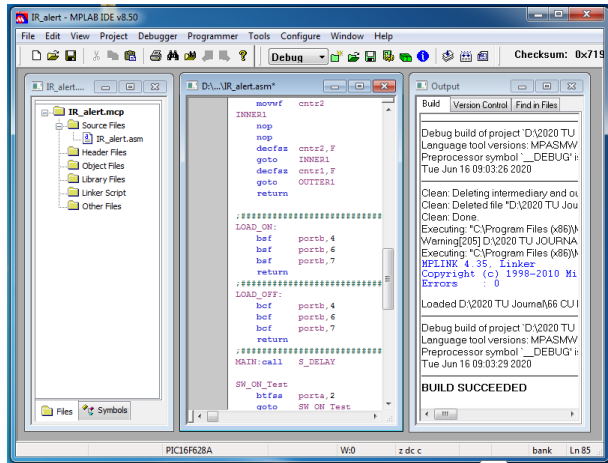 IR_alert - MPLAB IDE v8.50
File Edit View Project Debugger Programmer Tools Configure Window Help
Debug
Checksum: 0x719
IR_alert....
IR_alert.mcp
Source Files
IR_alert.asm
Header Files
Object Files
Library Files
Linker Script
Other Files
Files Symbols
D:\...\IR_alert.asm*
movwf cntr2
INNER1
nop
nop
decfsz cntr2,F
goto INNER1
decfsz cntr1,F
goto OUTTER1
return
;##########################
LOAD_ON:
bsf portb,4
bsf portb,6
bsf portb,7
return
;##########################
LOAD_OFF:
bcf portb,4
bcf portb,6
bcf portb,7
return
;##########################
MAIN:call S_DELAY
SW_ON_Test
btfss porta,2
goto SW_ON_Test
Output
Build Version Control Find in Files
Debug build of project `D:\2020 TU
Language tool versions: MPASMW
Preprocessor symbol `__DEBUG' i
Tue Jun 16 09:03:26 2020
Clean: Deleting intermediary and ou
Clean: Deleted file "D:\2020 TU Jou
Clean: Done.
Executing: "C:\Program Files (x86)\M
Warning[205] D:\2020 TU JOURNA
Executing: "C:\Program Files (x86)\M
MPLINK 4.35, Linker
Copyright (c) 1998-2010 Mi
Errors : 0
Loaded D:\2020 TU Journal\66 CU I
Debug build of project `D:\2020 TU
Language tool versions: MPASMW
Preprocessor symbol `__DEBUG' i
Tue Jun 16 09:03:29 2020
BUILD SUCCEEDED
PIC16F628A W:0 z dc c bank Ln 85